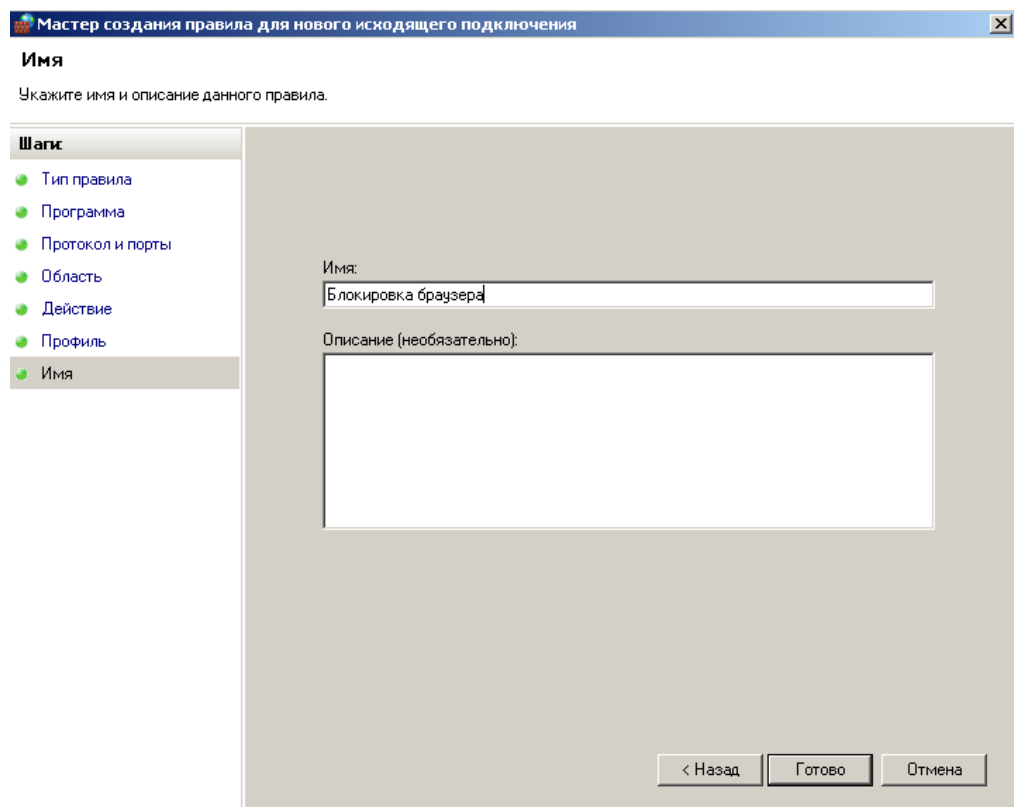 Мастер создания правила для нового исходящего подключения
Имя
Укажите имя и описание данного правила.
Шаги:
Тип правила
Программа
Протокол и порты
Область
Действие
Профиль
Имя
Имя:
Блокировка браузера
Описание (необязательно):
< Назад
Готово
Отмена